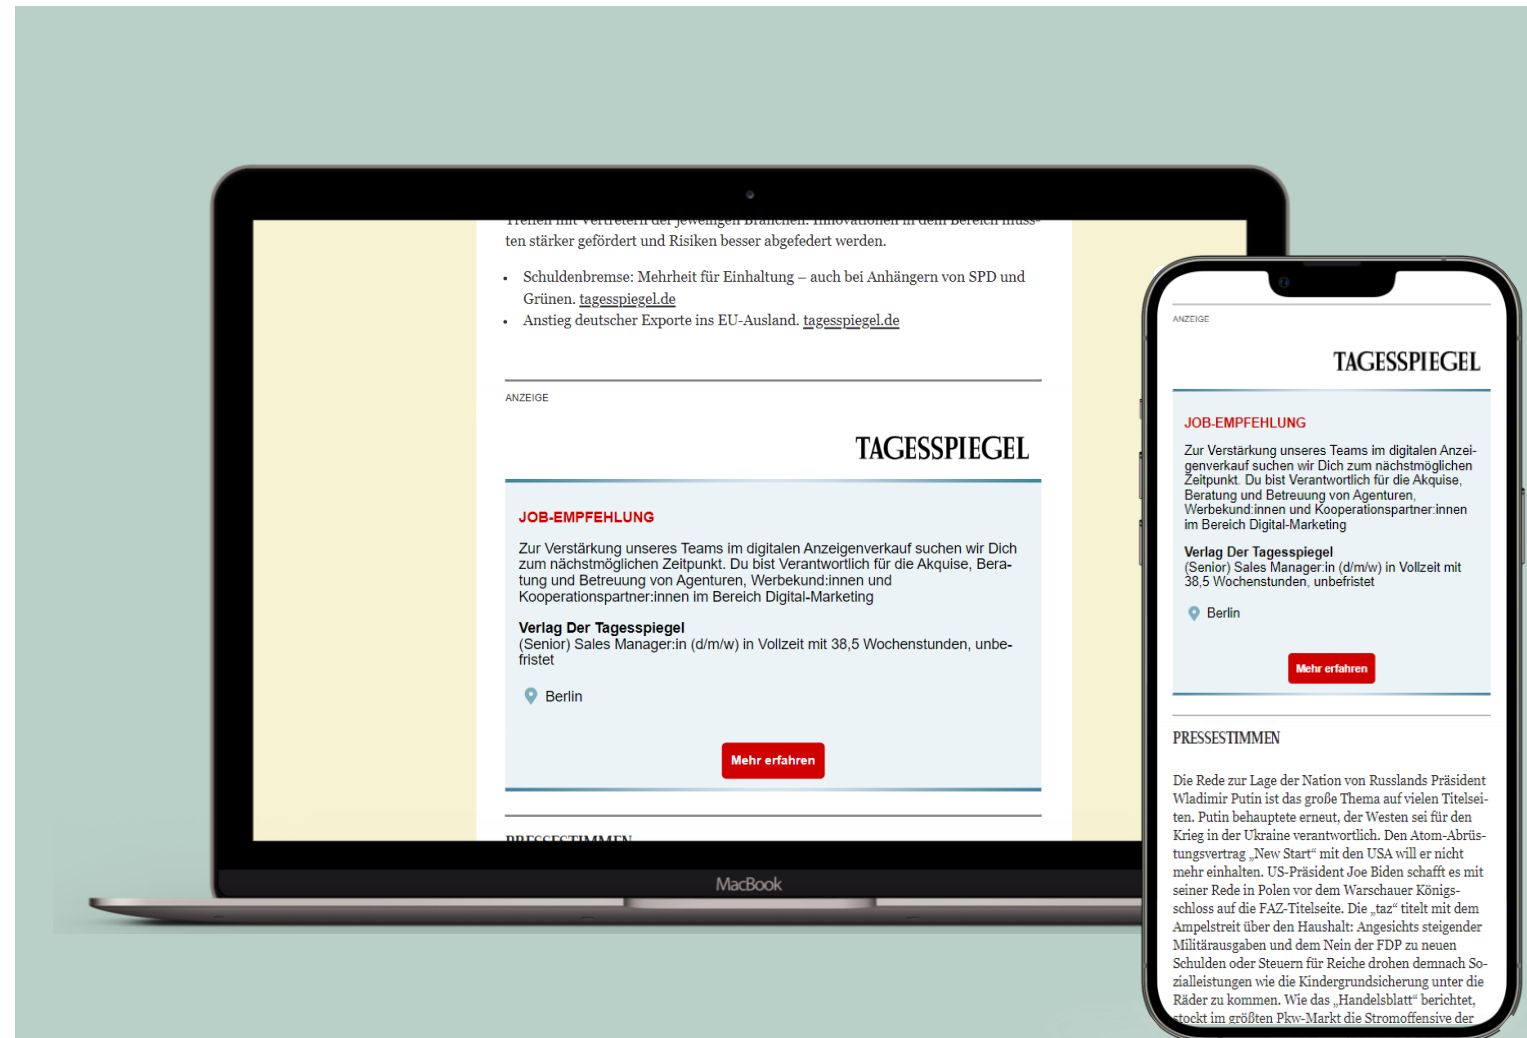 Treffen mit Vertretern der jeweiligen Branchen. Innovationen in dem Bereich müss-
ten stärker gefördert und Risiken besser abgefedert werden.
• Schuldenbremse: Mehrheit für Einhaltung – auch bei Anhängern von SPD und
Grünen. tagesspiegel.de
• Anstieg deutscher Exporte ins EU-Ausland. tagesspiegel.de
ANZEIGE
TAGESSPIEGEL
JOB-EMPFEHLUNG
Zur Verstärkung unseres Teams im digitalen Anzeigenverkauf suchen wir Dich
zum nächstmöglichen Zeitpunkt. Du bist Verantwortlich für die Akquise, Bera-
tung und Betreuung von Agenturen, Werbekund:innen und
Kooperationspartner:innen im Bereich Digital-Marketing
Verlag Der Tagesspiegel
(Senior) Sales Manager:in (d/m/w) in Vollzeit mit 38,5 Wochenstunden, unbe-
fristet
Berlin
Mehr erfahren
PRESSESTIMMEN
MacBook
ANZEIGE
TAGESSPIEGEL
JOB-EMPFEHLUNG
Zur Verstärkung unseres Teams im digitalen Anzei-
genverkauf suchen wir Dich zum nächstmöglichen
Zeitpunkt. Du bist Verantwortlich für die Akquise,
Beratung und Betreuung von Agenturen,
Werbekund:innen und Kooperationspartner:innen
im Bereich Digital-Marketing
Verlag Der Tagesspiegel
(Senior) Sales Manager:in (d/m/w) in Vollzeit mit
38,5 Wochenstunden, unbefristet
Berlin
Mehr erfahren
PRESSESTIMMEN
Die Rede zur Lage der Nation von Russlands Präsident
Wladimir Putin ist das große Thema auf vielen Titelsei-
ten. Putin behauptete erneut, der Westen sei für den
Krieg in der Ukraine verantwortlich. Den Atom-Abrüs-
tungsvertrag „New Start“ mit den USA will er nicht
mehr einhalten. US-Präsident Joe Biden schafft es mit
seiner Rede in Polen vor dem Warschauer Königs-
schloss auf die FAZ-Titelseite. Die „taz“ titelt mit dem
Ampelstreit über den Haushalt: Angesichts steigender
Militärausgaben und dem Nein der FDP zu neuen
Schulden oder Steuern für Reiche drohen demnach So-
zialleistungen wie die Kindergrundsicherung unter die
Räder zu kommen. Wie das „Handelsblatt“ berichtet,
stockt im größten Pkw-Markt die Stromoffensive der